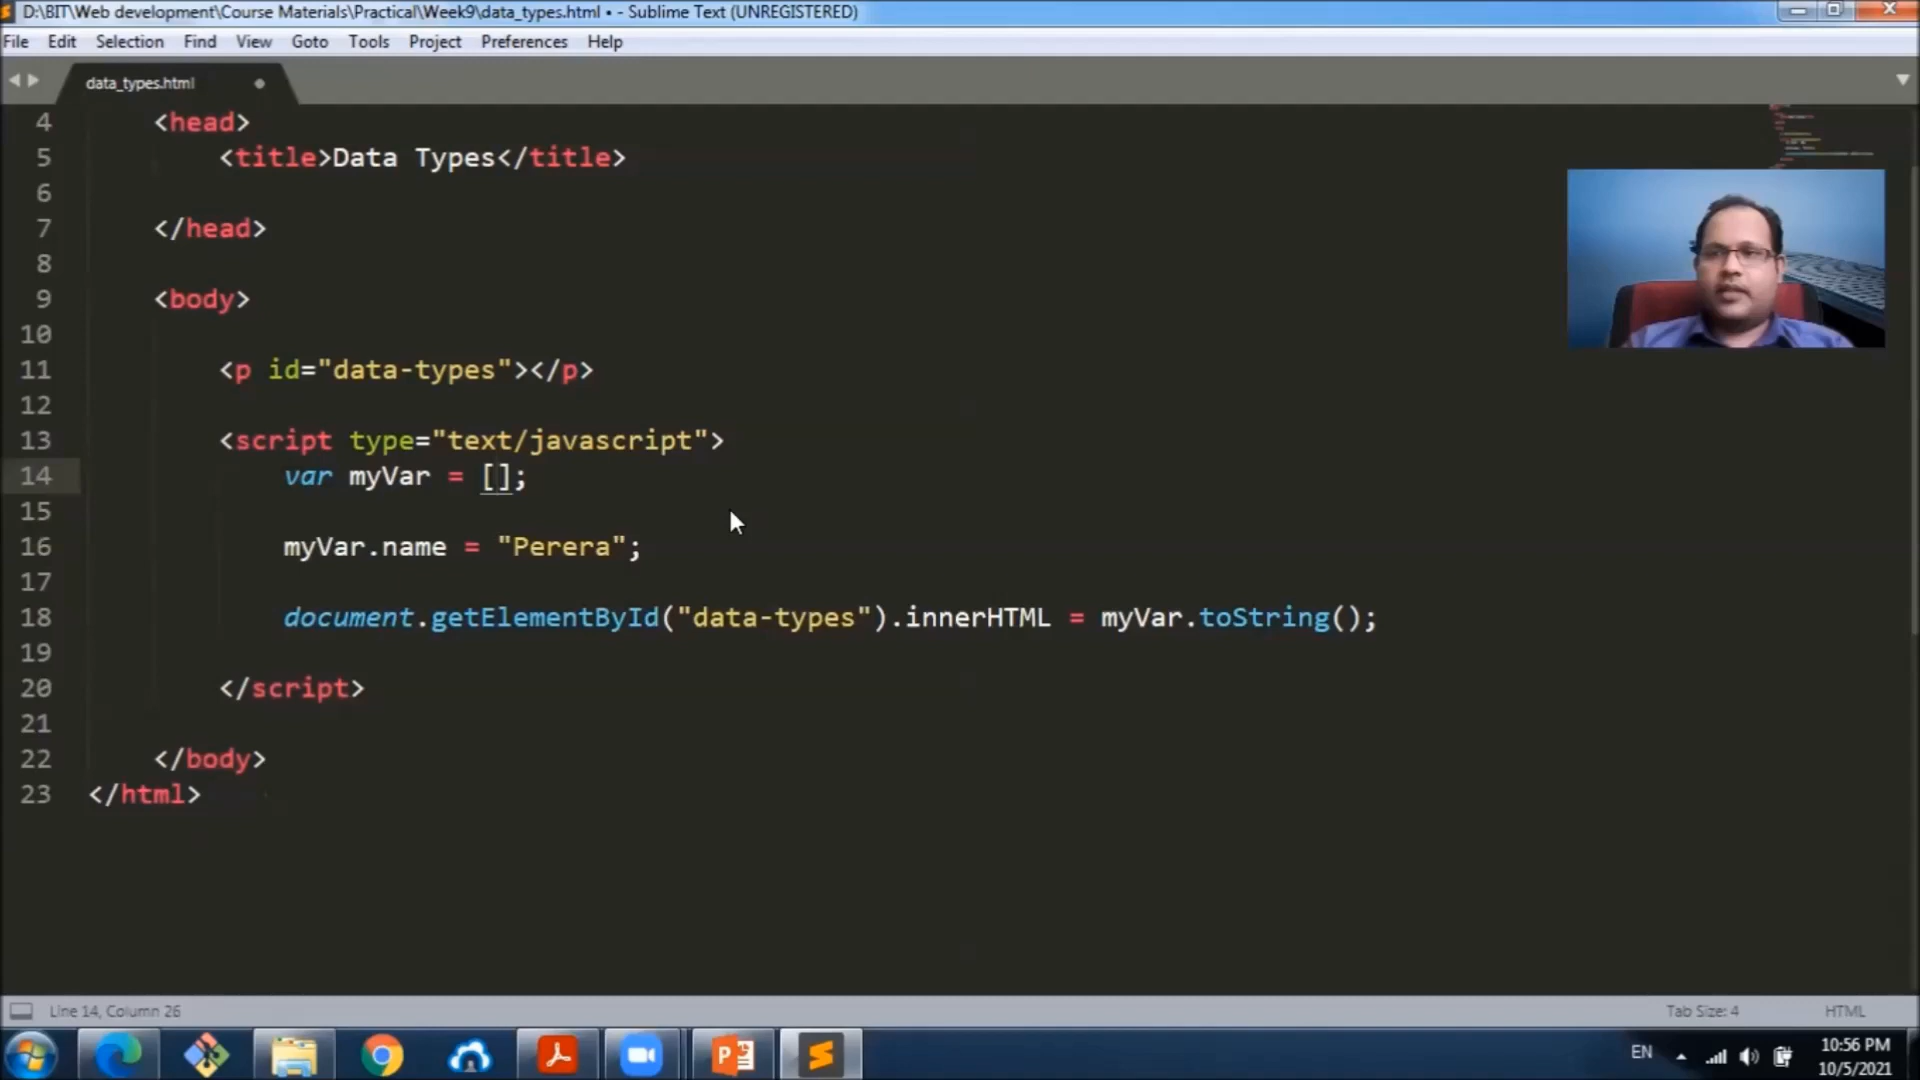 D:\BIT\Web development\Course Materials\Practical\Week9\data_types.html • - Sublime Text (UNREGISTERED)
File Edit Selection Find View Goto Tools Project Preferences Help
data_types.html
4 <head>
5 <title>Data Types</title>
6
7 </head>
8
9 <body>
10
11 <p id="data-types"></p>
12
13 <script type="text/javascript">
14 var myVar = [];
15
16 myVar.name = "Perera";
17
18 document.getElementById("data-types").innerHTML = myVar.toString();
19
20 </script>
21
22 </body>
23 </html>
Line 14, Column 26 Tab Size: 4 HTML
EN 10:56 PM
10/5/2021